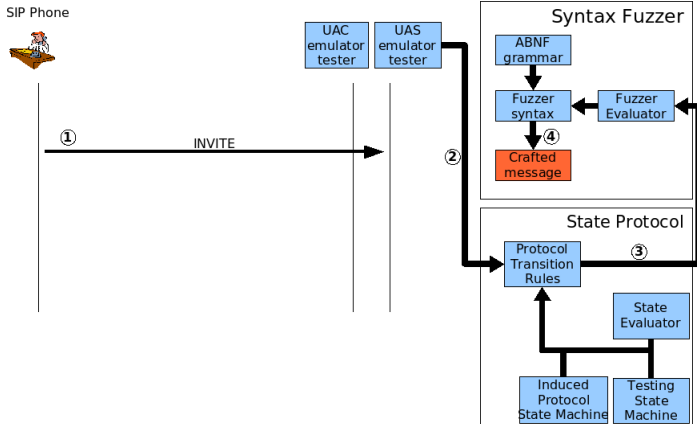 SIP Phone
UAC
emulator
tester
UAS
emulator
tester
①
INVITE
②
Syntax Fuzzer
ABNF
grammar
Fuzzer
syntax
Fuzzer
Evaluator
④
Crafted
message
State Protocol
Protocol
Transition
Rules
③
State
Evaluator
Induced
Protocol
State Machine
Testing
State
Machine